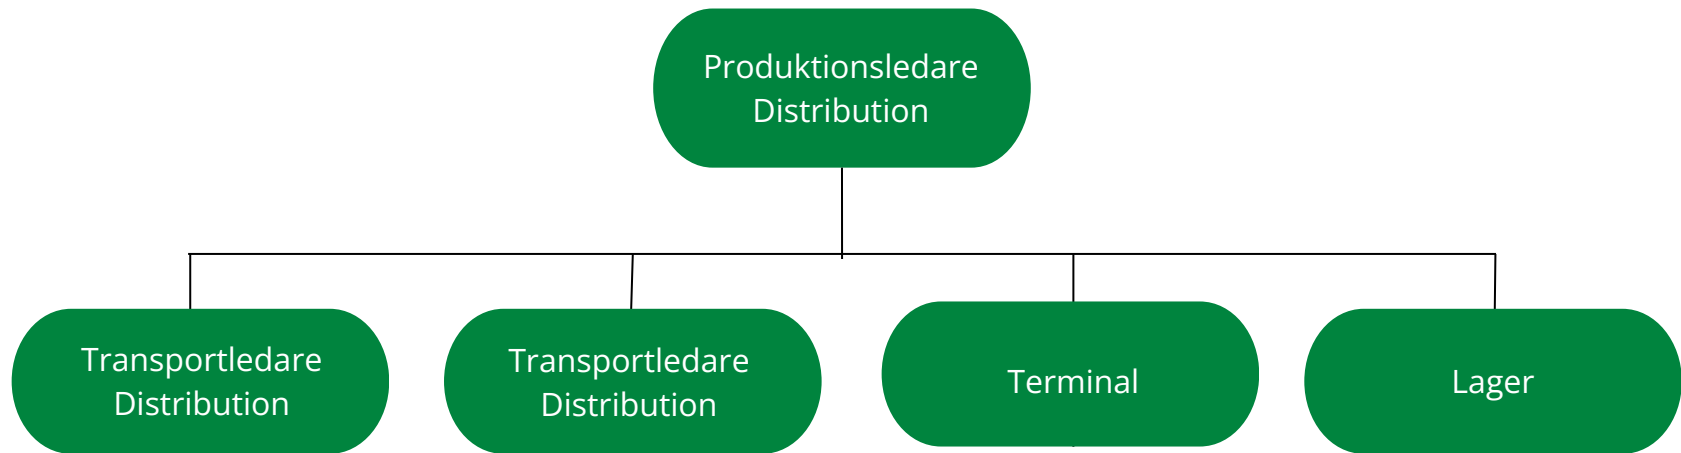 Produktionsledare
Distribution
Transportledare
Distribution
Transportledare
Distribution
Terminal
Lager